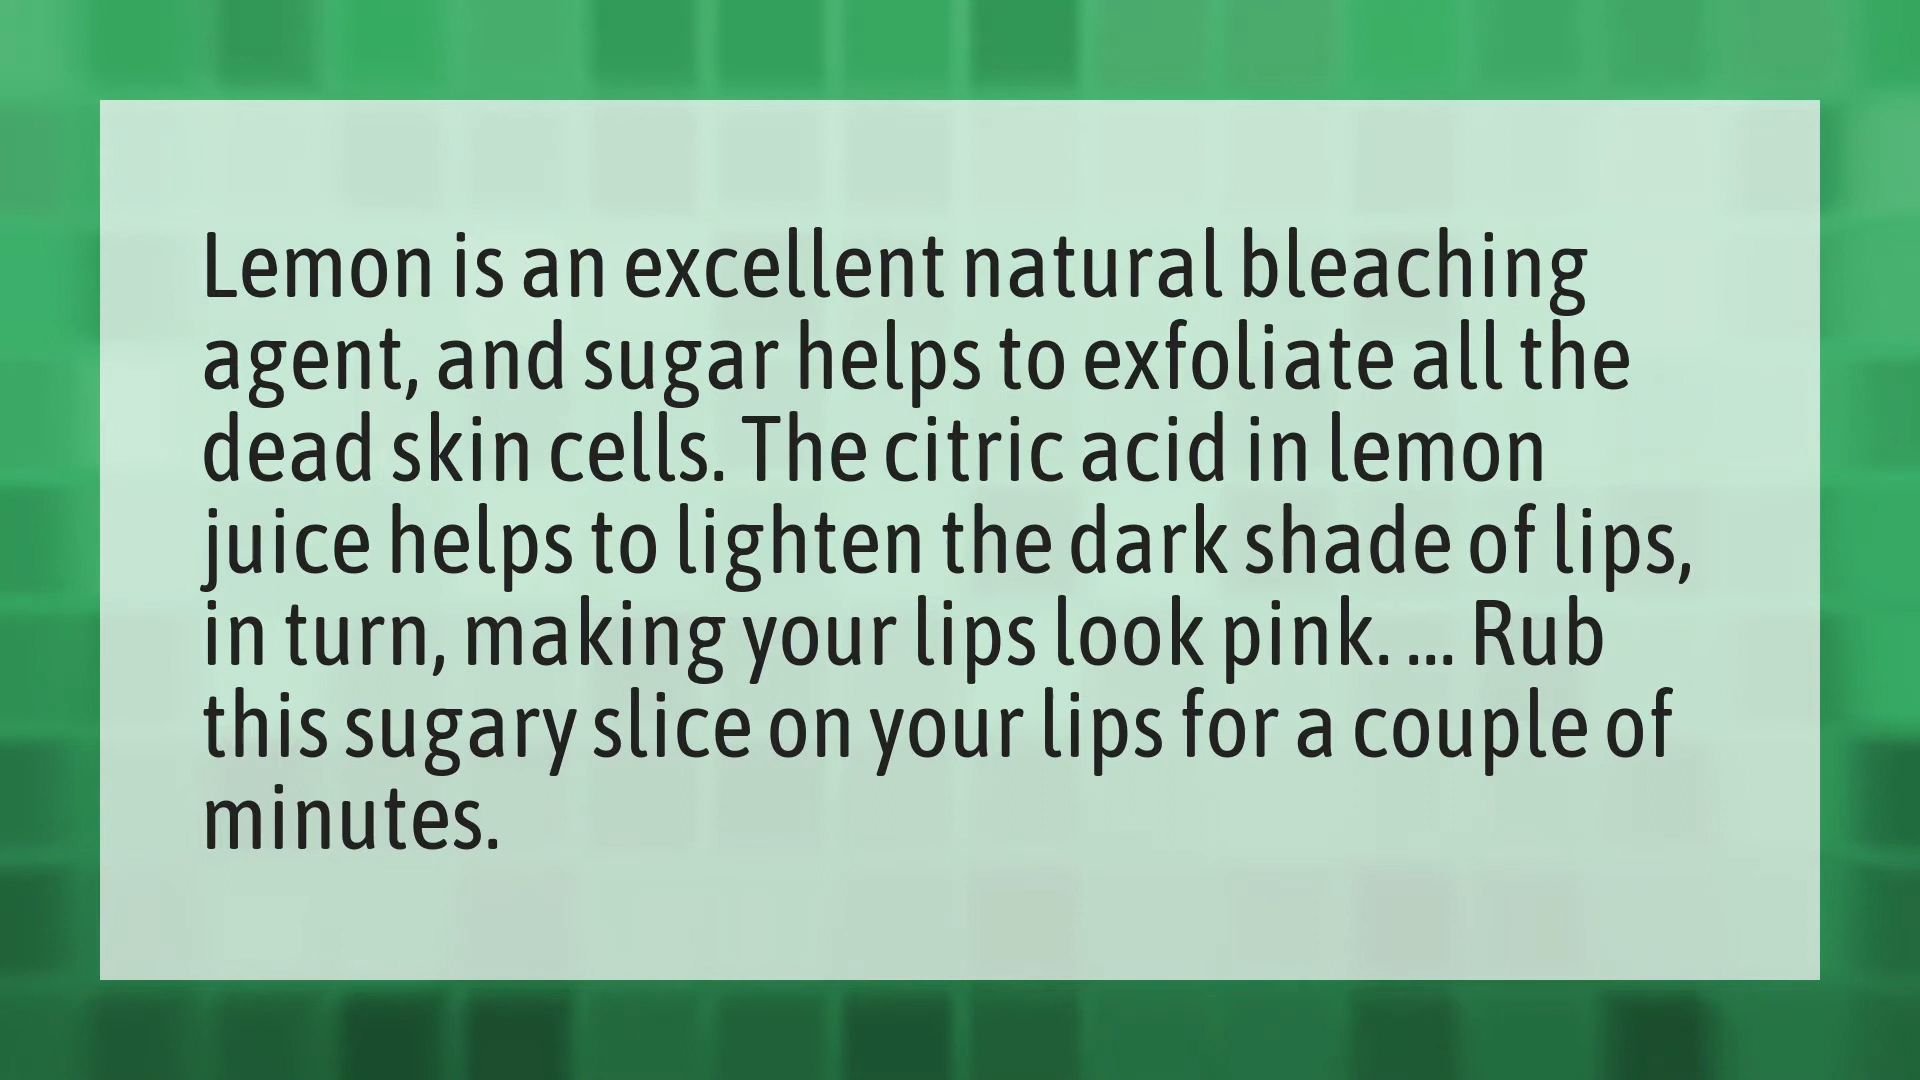 Lemon is an excellent natural bleaching
agent, and sugar helps to exfoliate all the
dead skin cells. The citric acid in lemon
juice helps to lighten the dark shade of lips,
in turn, making your lips look pink. ... Rub
this sugary slice on your lips for a couple of
minutes.